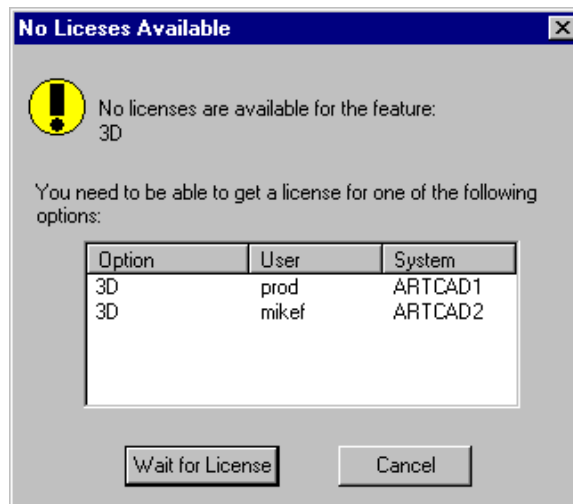 No Liceses Available
No licenses are available for the feature:
3D
You need to be able to get a license for one of the following
options:
Option User System
3D prod ARTCAD1
3D mikef ARTCAD2
Wait for License Cancel